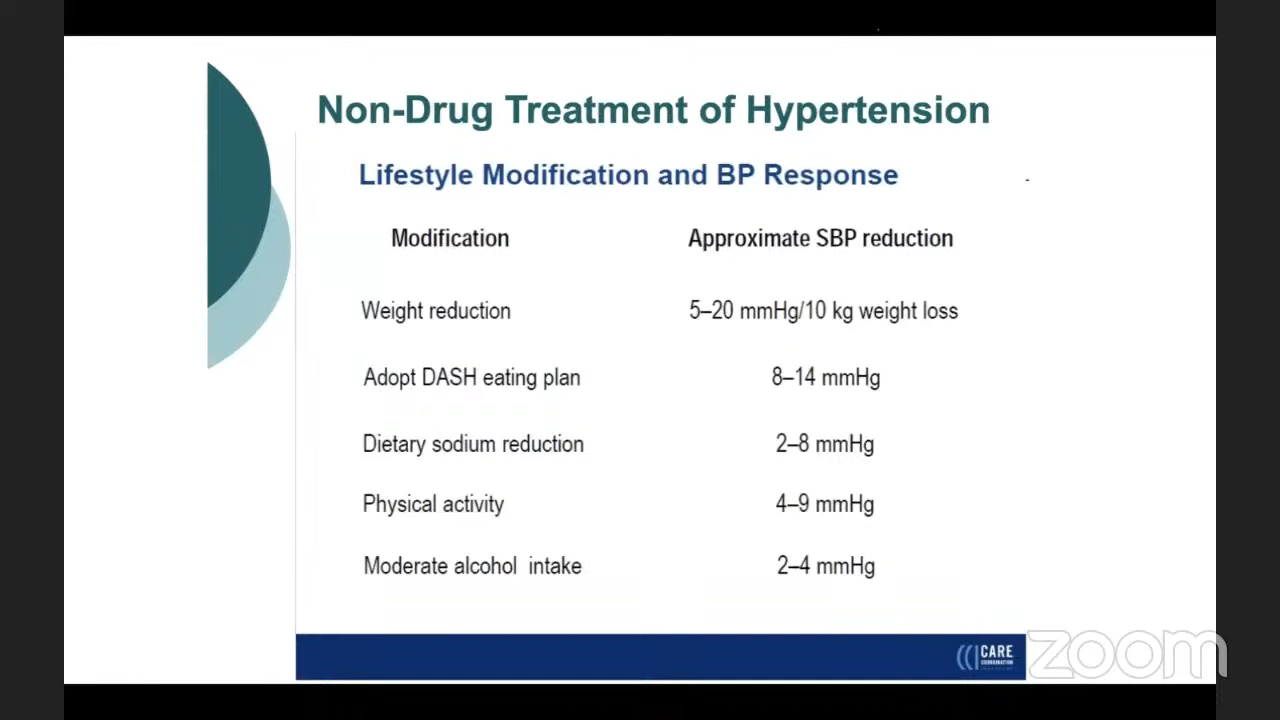 Non-Drug Treatment of Hypertension
Lifestyle Modification and BP Response
Modification Approximate SBP reduction
Weight reduction 5–20 mmHg/10 kg weight loss
Adopt DASH eating plan 8–14 mmHg
Dietary sodium reduction 2–8 mmHg
Physical activity 4–9 mmHg
Moderate alcohol intake 2–4 mmHg
CARE
COORDINATION
zoom